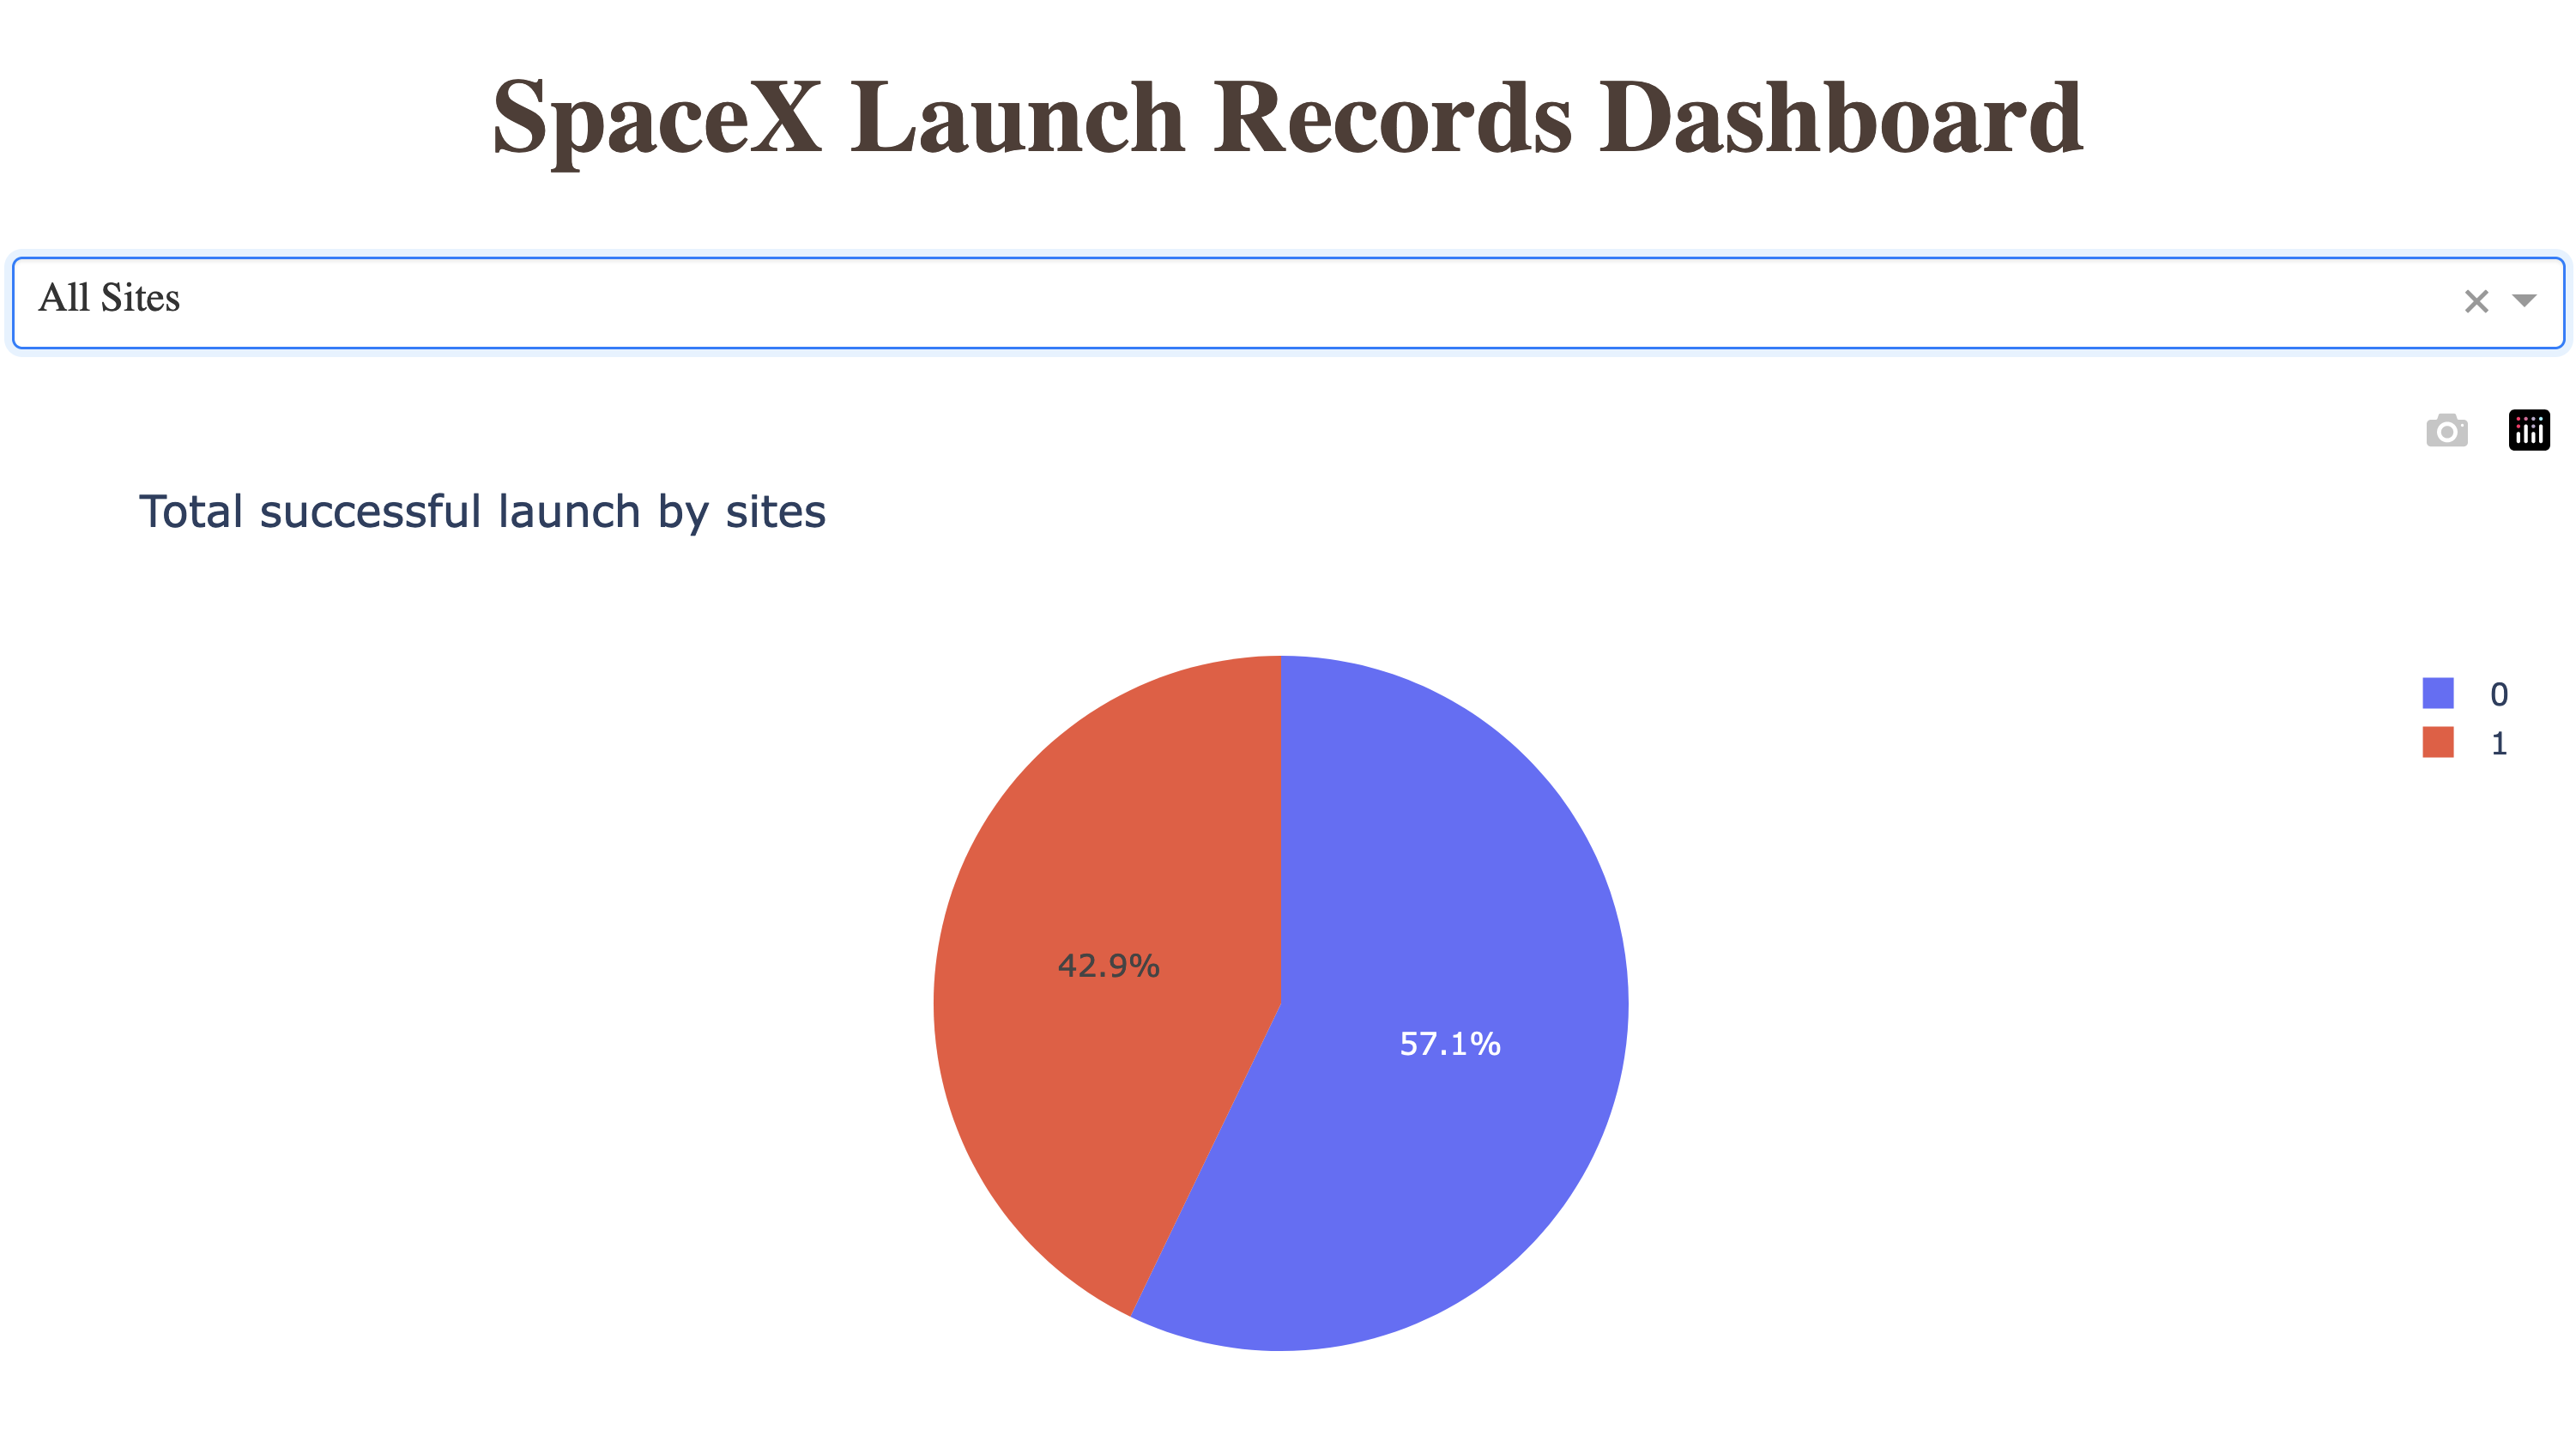 SpaceX Launch Records Dashboard
All Sites
Total successful launch by sites
0
1
42.9%
57.1%